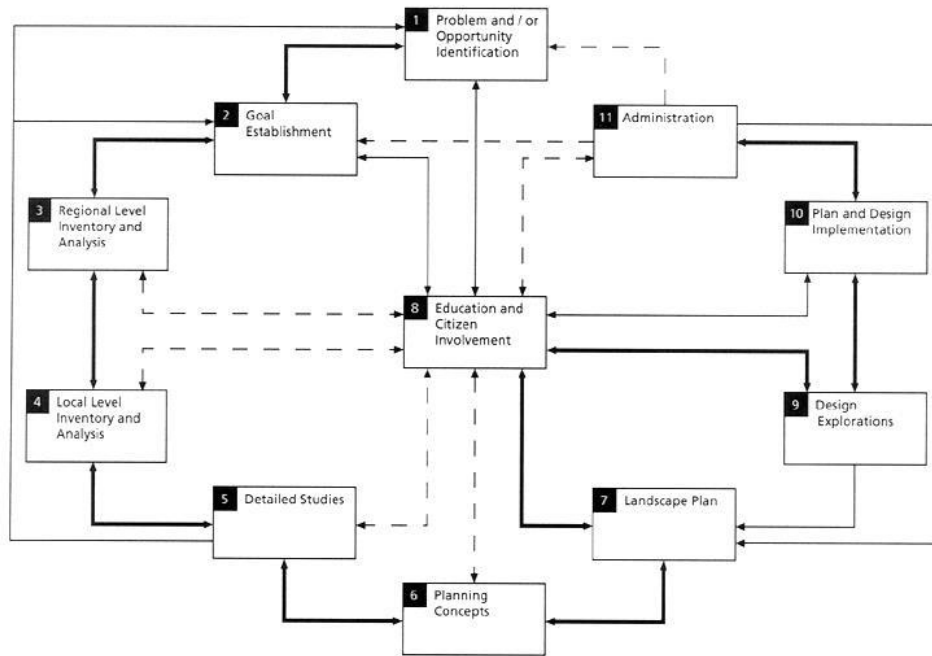 1 Problem and / or
Opportunity
Identification
2 Goal
Establishment
11 Administration
3 Regional Level
Inventory and
Analysis
10 Plan and Design
Implementation
8 Education and
Citizen
Involvement
4 Local Level
Inventory and
Analysis
9 Design
Explorations
5 Detailed Studies
7 Landscape Plan
6 Planning
Concepts